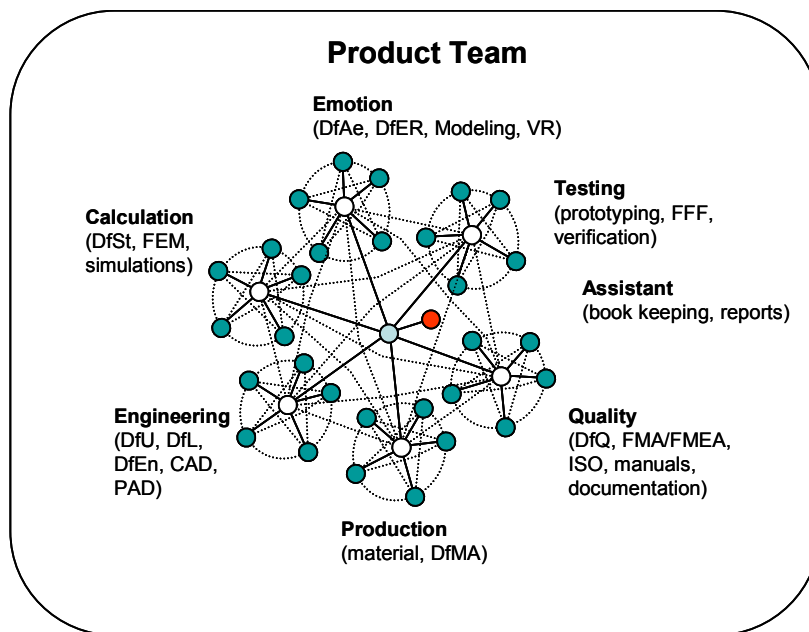 Product Team
Emotion
(DfAe, DfER, Modeling, VR)
Testing
(prototyping, FFF,
verification)
Calculation
(DfSt, FEM,
simulations)
Assistant
(book keeping, reports)
Engineering
(DfU, DfL,
DfEn, CAD,
PAD)
Quality
(DfQ, FMA/FMEA,
ISO, manuals,
documentation)
Production
(material, DfMA)